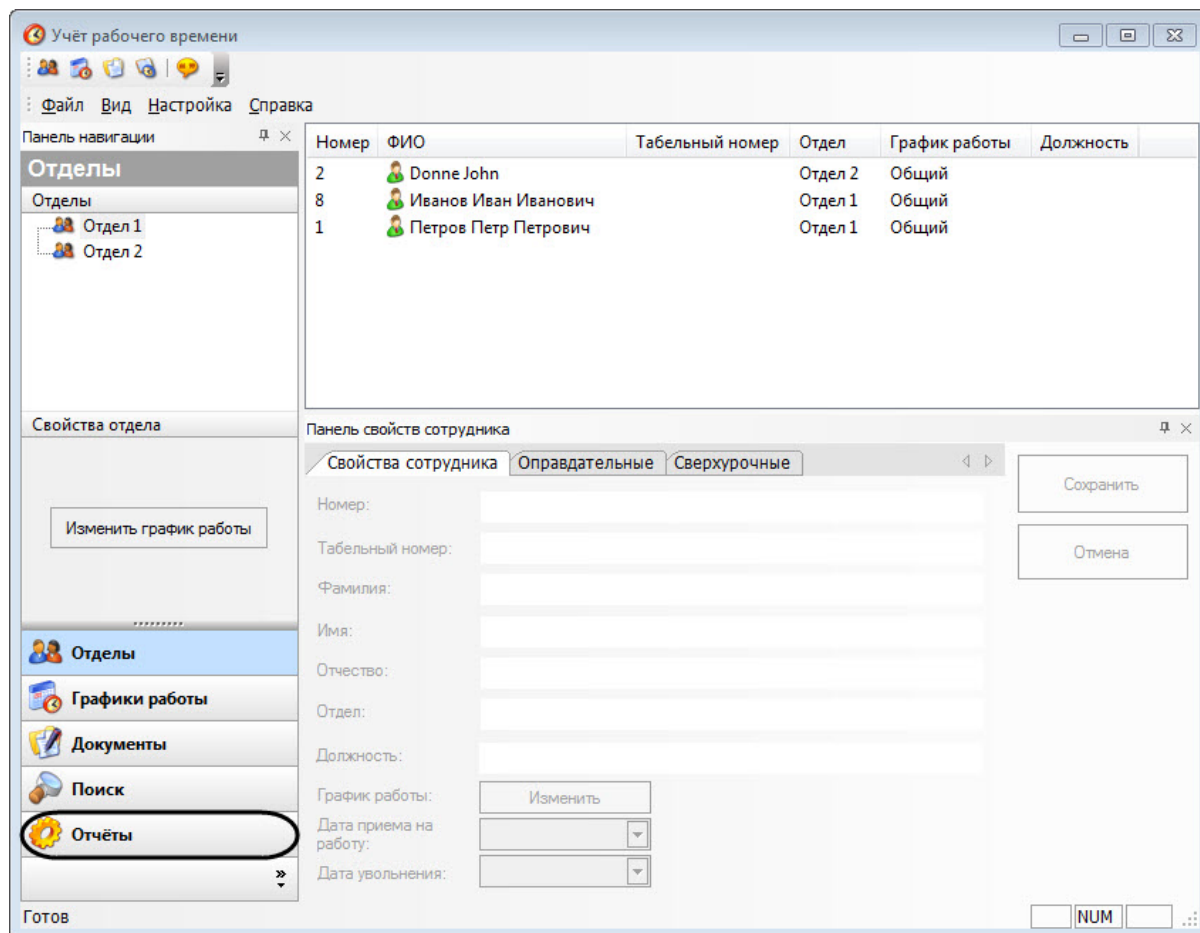 Учёт рабочего времени
Файл Вид Настройка Справка
Панель навигации
Отделы
Отделы
Отдел 1
Отдел 2
Номер ФИО Табельный номер Отдел График работы Должность
2 Donne John Отдел 2 Общий
8 Иванов Иван Иванович Отдел 1 Общий
1 Петров Петр Петрович Отдел 1 Общий
Свойства отдела
Изменить график работы
Панель свойств сотрудника
Свойства сотрудника Оправдательные Сверхурочные
Номер:
Табельный номер:
Фамилия:
Имя:
Отчество:
Отдел:
Должность:
График работы: Изменить
Дата приема на
работу:
Дата увольнения:
Сохранить
Отмена
Отделы
Графики работы
Документы
Поиск
Отчёты
Готов
NUM